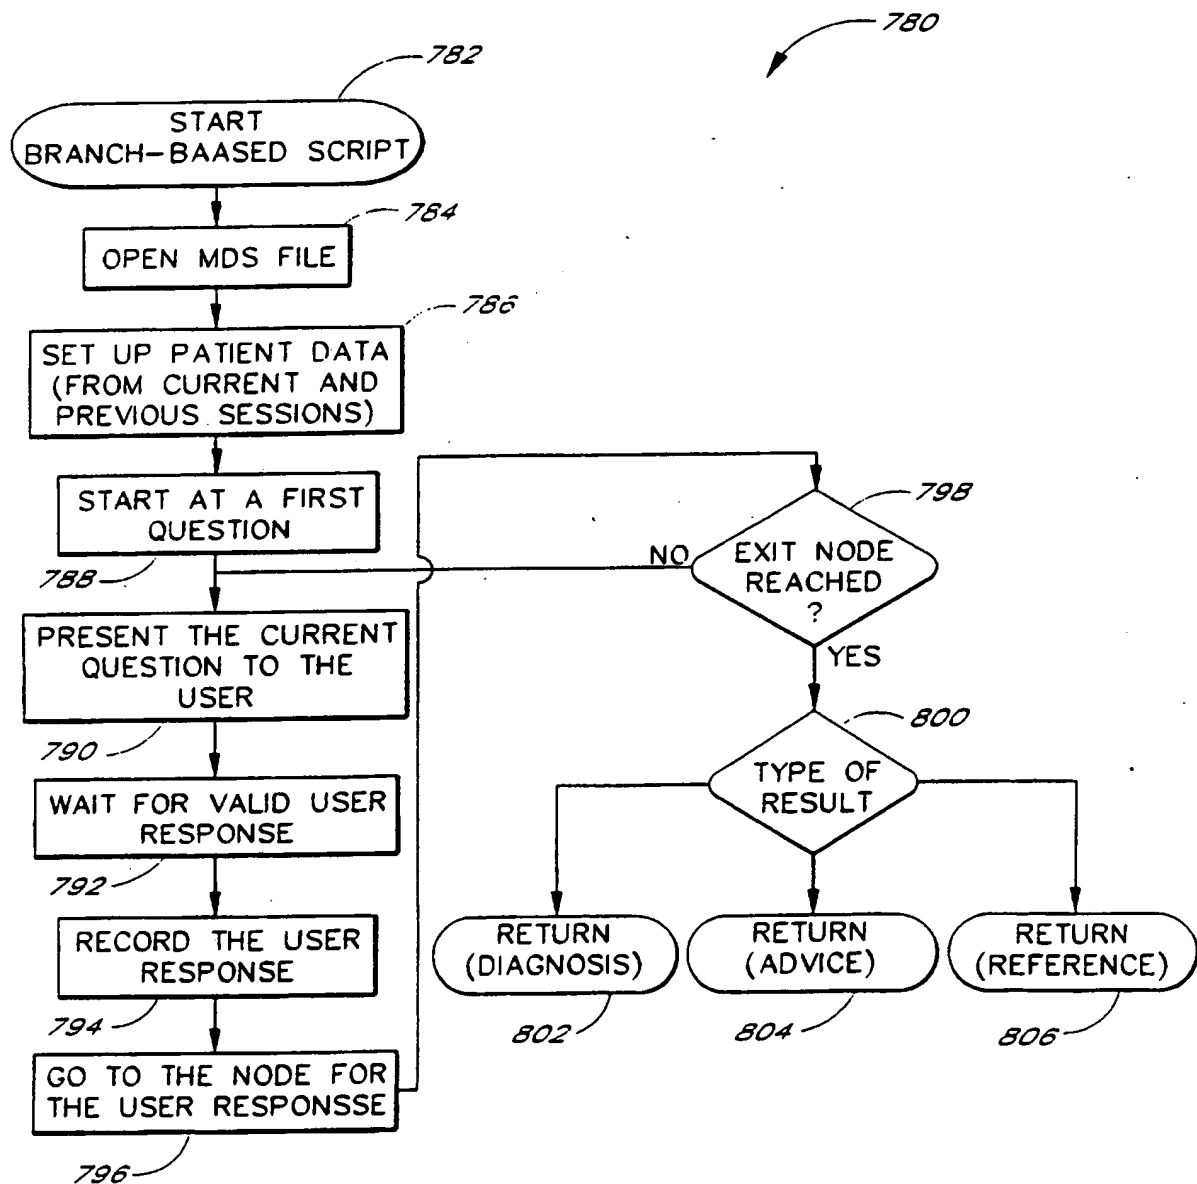 780
782
START
BRANCH-BAASED SCRIPT
784
OPEN MDS FILE
786
SET UP PATIENT DATA
(FROM CURRENT AND
PREVIOUS SESSIONS)
START AT A FIRST
QUESTION
788
PRESENT THE CURRENT
QUESTION TO THE
USER
790
WAIT FOR VALID USER
RESPONSE
792
RECORD THE USER
RESPONSE
794
GO TO THE NODE FOR
THE USER RESPONSSE
796
798
EXIT NODE
REACHED
?
NO
YES
800
TYPE OF
RESULT
RETURN
(DIAGNOSIS)
802
RETURN
(ADVICE)
804
RETURN
(REFERENCE)
806